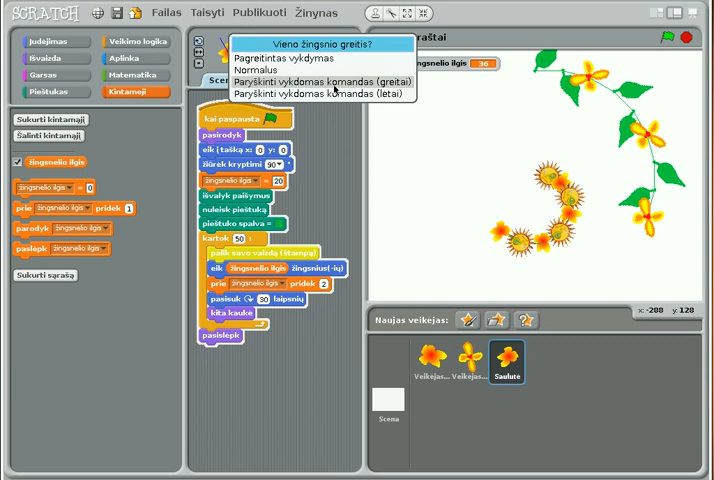 SCRATCH
Failas Taisyti Publikuoti Žinynas
Judėjimas Veikimo logika
Išvaizda Aplinka
Garsas Matematika
Pieštukas Kintamieji
Sukurti kintamąjį
Šalinti kintamąjį
žingsnelio ilgis
žingsnelio ilgis = 0
prie žingsnelio ilgis pridėk 1
parodyk žingsnelio ilgis
paslėpk žingsnelio ilgis
Sukurti sąrašą
Vieno žingsnio greitis?
Pagreitintas vykdymas
Normalus
Paryškinti vykdomas komandas (greitai)
Paryškinti vykdomas komandas (lėtai)
kai paspausta
pasirodyk
eik į tašką x: 0 y: 0
žiūrėk kryptimi 90 °
žingsnelio ilgis = 20
išvalyk paišymus
nuleisk pieštuką
pieštuko spalva =
kartok 50 :
palik savo vaizdą (štampą)
eik žingsnelio ilgis žingsnius(-ių)
prie žingsnelio ilgis pridėk 2
pasisuk 30 laipsnių
kita kaukė
pasislėpk
žingsnelio ilgis 36
x: -288 y: 128
Naujas veikėjas:
Veikėjas... Veikėjas... Saulutė
Scena